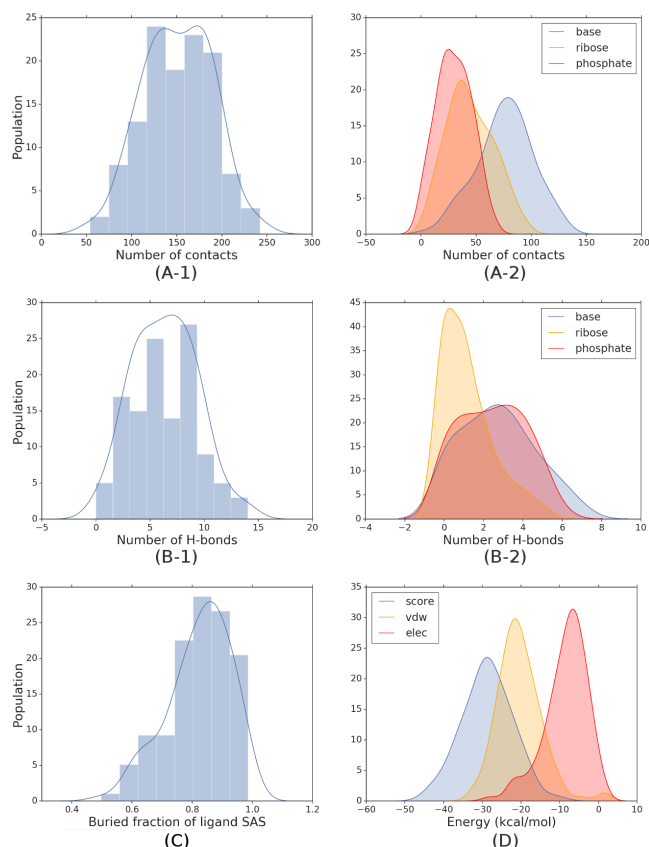 Population
25
20
15
10
5
0
0 50 100 150 200 250 300
Number of contacts
(A-1)
30
25
20
15
10
5
0
−50 0 50 100 150 200
Number of contacts
(A-2)
base
ribose
phosphate
Population
30
25
20
15
10
5
0
−5 0 5 10 15 20
Number of H-bonds
(B-1)
45
40
35
30
25
20
15
10
5
0
−4 −2 0 2 4 6 8 10
Number of H-bonds
(B-2)
base
ribose
phosphate
Population
30
25
20
15
10
5
0
0.4 0.6 0.8 1.0 1.2
Buried fraction of ligand SAS
(C)
35
30
25
20
15
10
5
0
−60 −50 −40 −30 −20 −10 0 10
Energy (kcal/mol)
(D)
score
vdw
elec